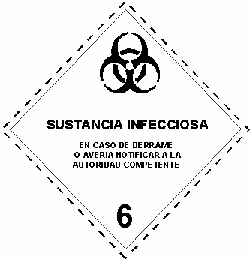 SUSTANCIA INFECCIOSA
EN CASO DE DERRAME
O AVERIA NOTIFICAR A LA
AUTORIDAD COMPETENTE
6